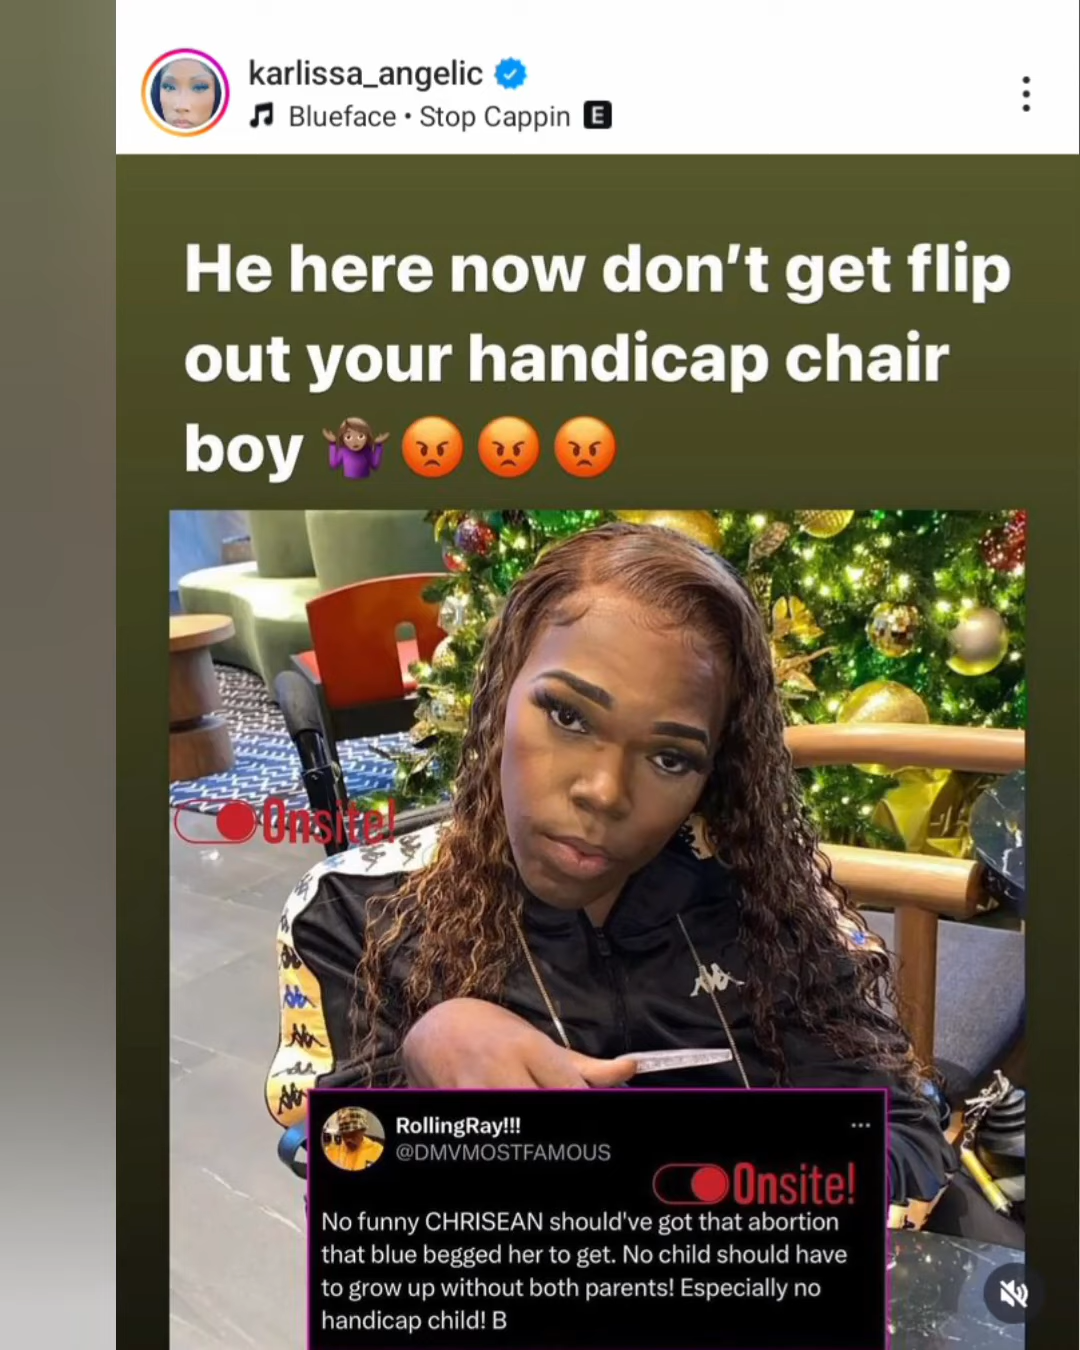 karlissa_angelic
Blueface • Stop Cappin E
He here now don't get flip
out your handicap chair
boy 🤷🏽‍♀️😡😡😡
Onsite!
RollingRay!!!
@DMVMOSTFAMOUS
Onsite!
No funny CHRISEAN should've got that abortion
that blue begged her to get. No child should have
to grow up without both parents! Especially no
handicap child! B